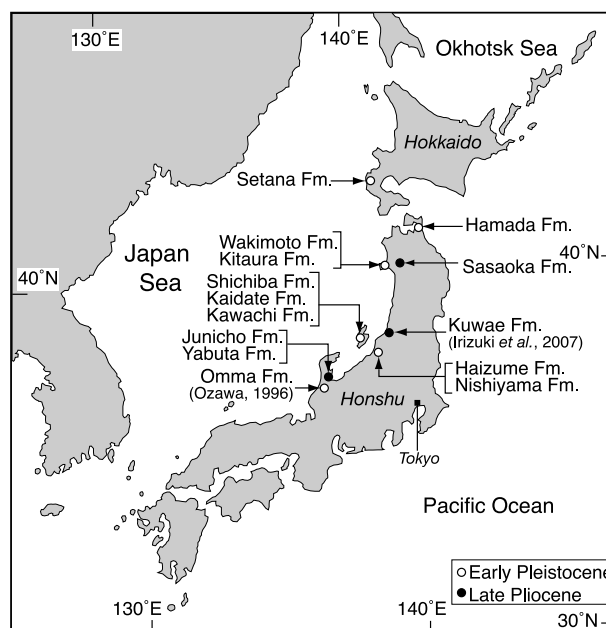 130˚E
140˚E
Okhotsk Sea
Hokkaido
Setana Fm.
Hamada Fm.
Wakimoto Fm.
Kitaura Fm.
40˚N
Sasaoka Fm.
Japan
Sea
40˚N
Shichiba Fm.
Kaidate Fm.
Kawachi Fm.
Kuwae Fm.
(Irizuki et al., 2007)
Junicho Fm.
Yabuta Fm.
Haizume Fm.
Nishiyama Fm.
Omma Fm.
(Ozawa, 1996)
Honshu
Tokyo
Pacific Ocean
Early Pleistocene
Late Pliocene
130˚E
140˚E
30˚N